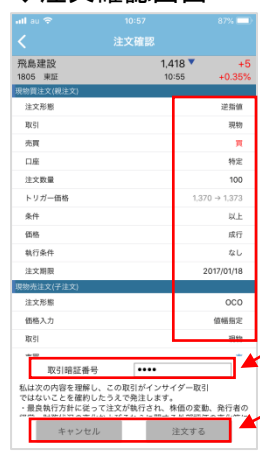 au 10:57 87%
注文確認
飛島建設 1,418 ▼ +5
1805 東証 10:55 +0.35%
現物買注文(親注文)
注文形態 逆指値
取引 現物
売買 買
口座 特定
注文数量 100
トリガー価格 1,370 → 1,373
条件 以上
価格 成行
執行条件 なし
注文期限 2017/01/18
現物売注文(子注文)
注文形態 OCO
価格入力 値幅指定
取引 現物
取引暗証番号 ••••
私は次の内容を理解し、この取引がインサイダー取引
ではないことを確約したうえで発注します。
・最良執行方針に従って注文が執行され、株価の変動、発行者の
キャンセル 注文する